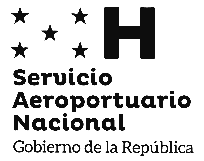 H
Servicio
Aeroportuario
Nacional
Gobierno de la República